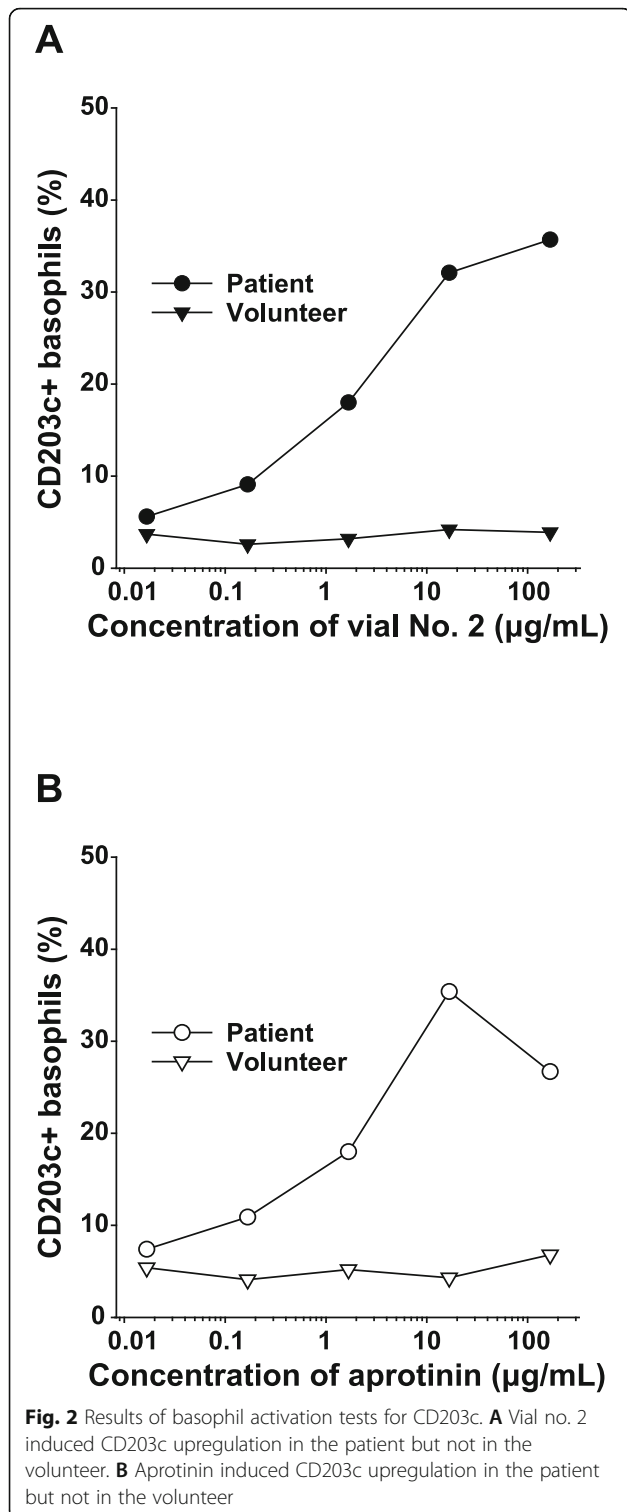 A
50
40
30
20
10
0
CD203c+ basophils (%)
Patient
Volunteer
0.01 0.1 1 10 100
Concentration of vial No. 2 (µg/mL)
B
50
40
30
20
10
0
CD203c+ basophils (%)
Patient
Volunteer
0.01 0.1 1 10 100
Concentration of aprotinin (µg/mL)
Fig. 2 Results of basophil activation tests for CD203c. A Vial no. 2
induced CD203c upregulation in the patient but not in the
volunteer. B Aprotinin induced CD203c upregulation in the patient
but not in the volunteer